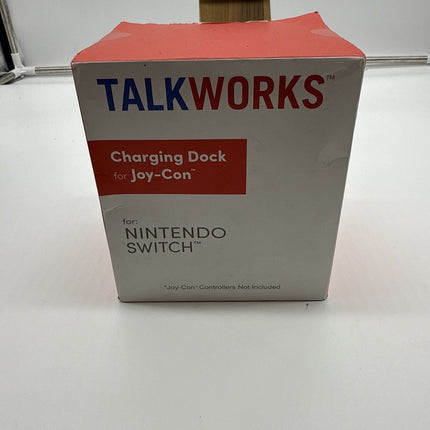 TALKWORKS™
Charging Dock
for Joy-Con™
for:
NINTENDO
SWITCH™
*Joy-Con™ Controllers Not Included